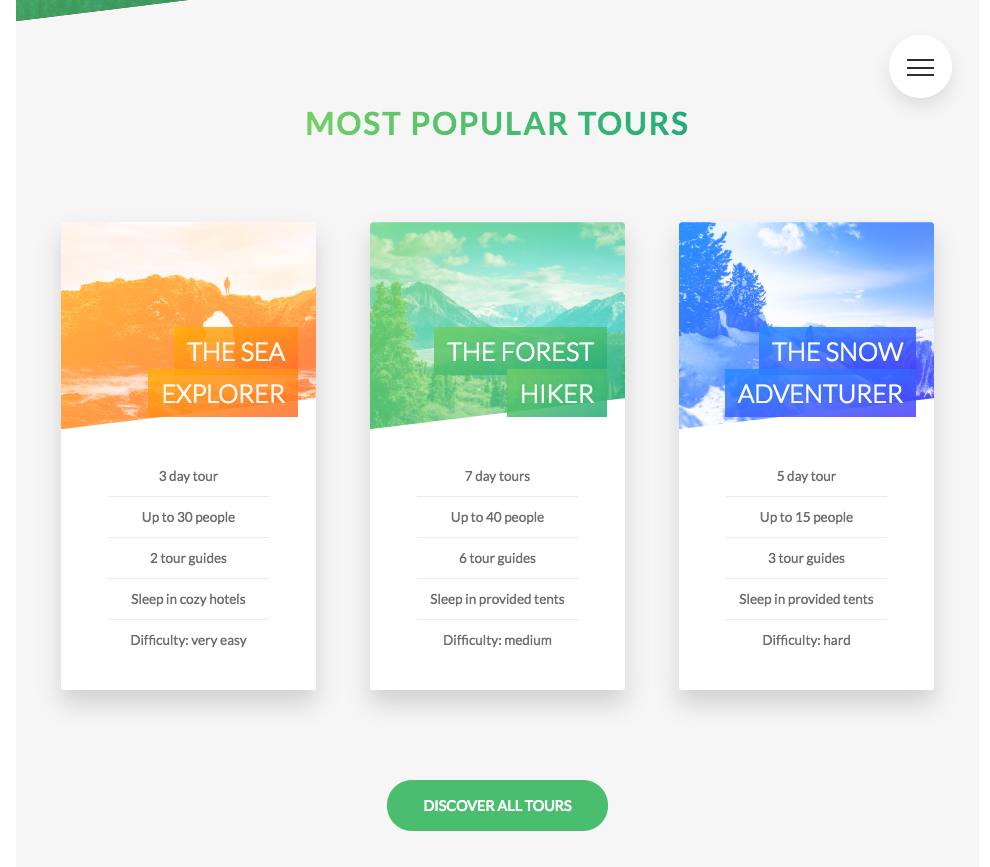 MOST POPULAR TOURS
THE SEA
EXPLORER
3 day tour
Up to 30 people
2 tour guides
Sleep in cozy hotels
Difficulty: very easy
THE FOREST
HIKER
7 day tours
Up to 40 people
6 tour guides
Sleep in provided tents
Difficulty: medium
THE SNOW
ADVENTURER
5 day tour
Up to 15 people
3 tour guides
Sleep in provided tents
Difficulty: hard
DISCOVER ALL TOURS